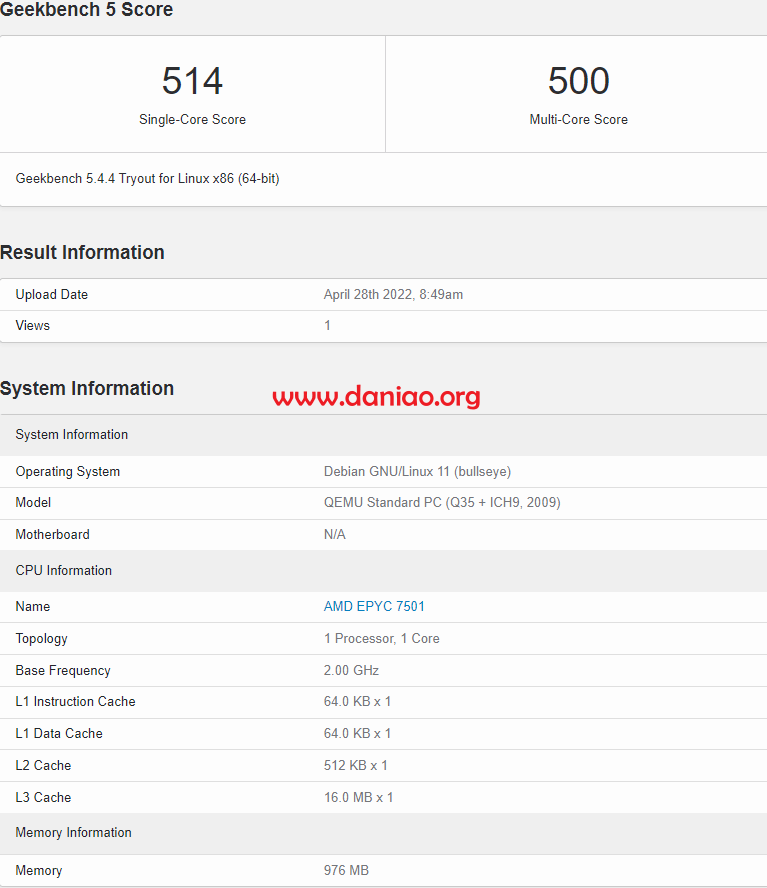 Geekbench 5 Score
514
500
Single-Core Score
Multi-Core Score
Geekbench 5.4.4 Tryout for Linux x86 (64-bit)
Result Information
Upload Date April 28th 2022, 8:49am
Views 1
System Information
www.daniao.org
System Information
Operating System Debian GNU/Linux 11 (bullseye)
Model QEMU Standard PC (Q35 + ICH9, 2009)
Motherboard N/A
CPU Information
Name AMD EPYC 7501
Topology 1 Processor, 1 Core
Base Frequency 2.00 GHz
L1 Instruction Cache 64.0 KB x 1
L1 Data Cache 64.0 KB x 1
L2 Cache 512 KB x 1
L3 Cache 16.0 MB x 1
Memory Information
Memory 976 MB